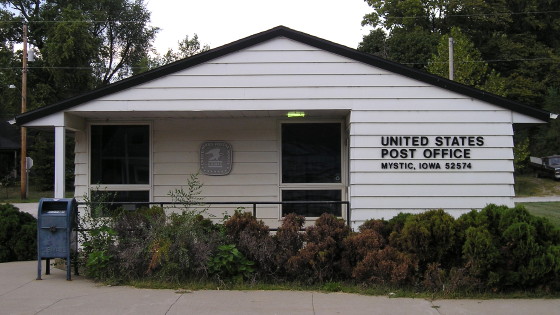 UNITED STATES
POST OFFICE
MYSTIC, IOWA 52574